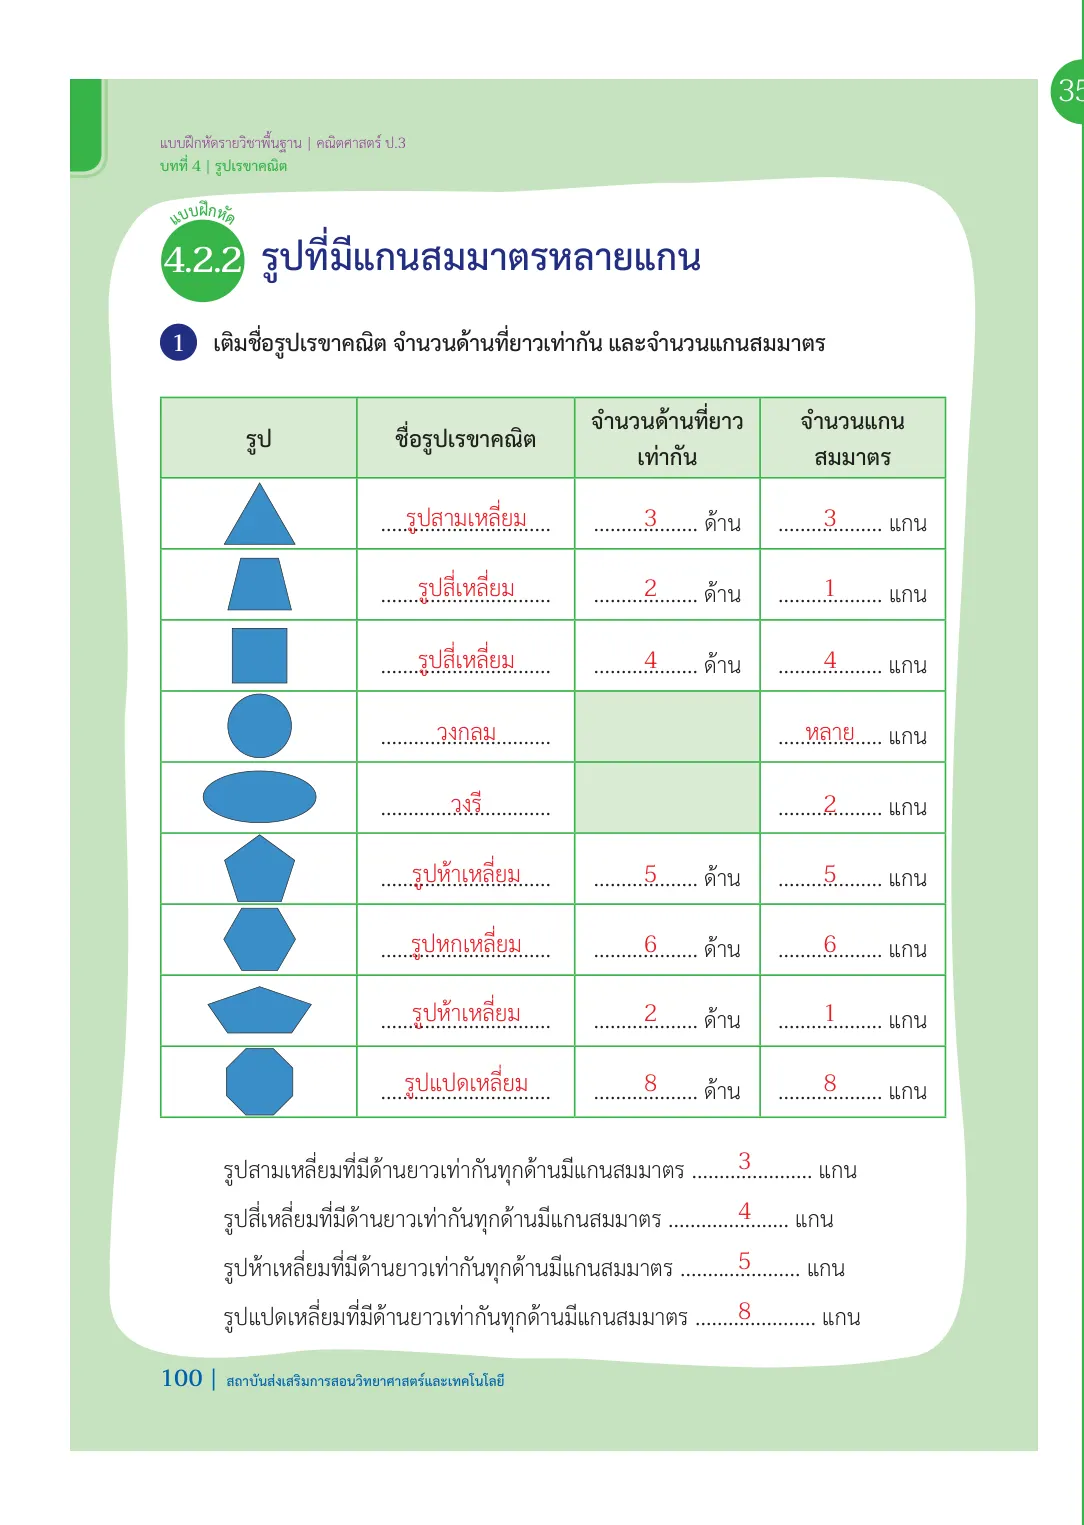 35
แบบฝึกหัดรายวิชาพื้นฐาน | คณิตศาสตร์ ป.3
บทที่ 4 | รูปเรขาคณิต
แบบฝึกหัด
4.2.2 รูปที่มีแกนสมมาตรหลายแกน
1 เติมชื่อรูปเรขาคณิต จำนวนด้านที่ยาวเท่ากัน และจำนวนแกนสมมาตร
รูป ชื่อรูปเรขาคณิต จำนวนด้านที่ยาวเท่ากัน จำนวนแกนสมมาตร
รูปสามเหลี่ยม 3 ด้าน 3 แกน
รูปสี่เหลี่ยม 2 ด้าน 1 แกน
รูปสี่เหลี่ยม 4 ด้าน 4 แกน
วงกลม หลาย แกน
วงรี 2 แกน
รูปห้าเหลี่ยม 5 ด้าน 5 แกน
รูปหกเหลี่ยม 6 ด้าน 6 แกน
รูปห้าเหลี่ยม 2 ด้าน 1 แกน
รูปแปดเหลี่ยม 8 ด้าน 8 แกน
รูปสามเหลี่ยมที่มีด้านยาวเท่ากันทุกด้านมีแกนสมมาตร 3 แกน
รูปสี่เหลี่ยมที่มีด้านยาวเท่ากันทุกด้านมีแกนสมมาตร 4 แกน
รูปห้าเหลี่ยมที่มีด้านยาวเท่ากันทุกด้านมีแกนสมมาตร 5 แกน
รูปแปดเหลี่ยมที่มีด้านยาวเท่ากันทุกด้านมีแกนสมมาตร 8 แกน
100 | สถาบันส่งเสริมการสอนวิทยาศาสตร์และเทคโนโลยี